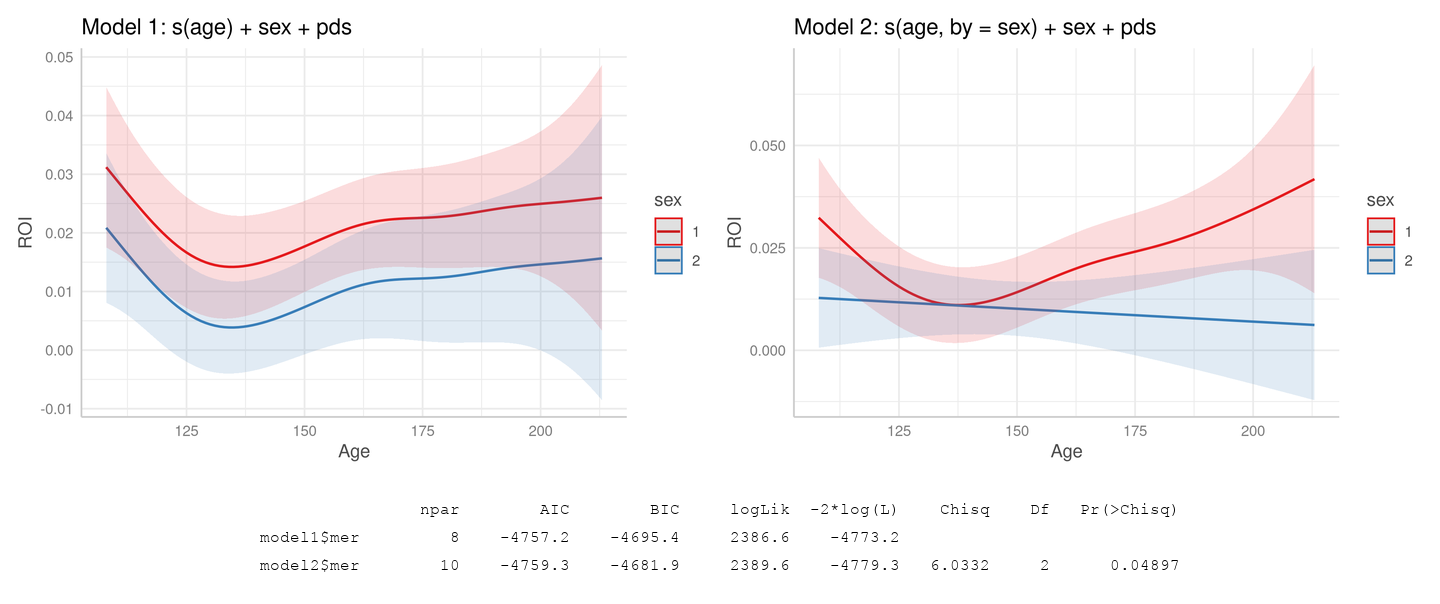 Model 1: s(age) + sex + pds
0.05
0.04
0.03
0.02
0.01
0.00
-0.01
ROI
125 150 175 200
Age
sex
1
2
Model 2: s(age, by = sex) + sex + pds
0.050
0.025
0.000
ROI
125 150 175 200
Age
sex
1
2
npar AIC BIC logLik -2*log(L) Chisq Df Pr(>Chisq)
model1$mer 8 -4757.2 -4695.4 2386.6 -4773.2
model2$mer 10 -4759.3 -4681.9 2389.6 -4779.3 6.0332 2 0.04897